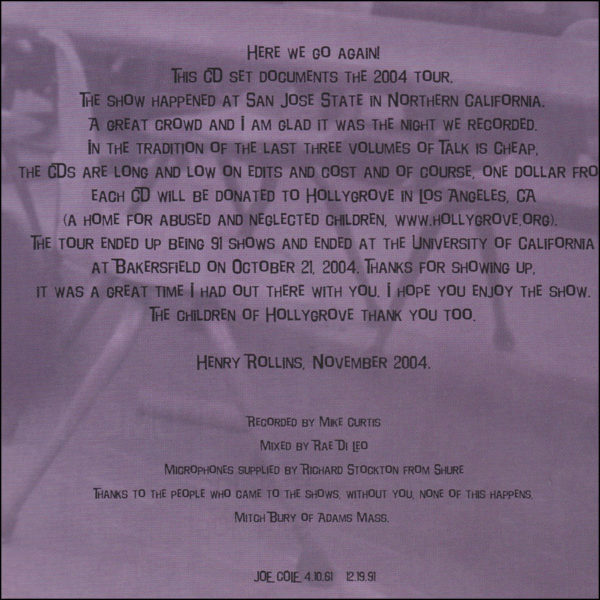 Here we go again!
This CD set documents the 2004 tour.
The show happened at San Jose State in Northern California.
A great crowd and I am glad it was the night we recorded.
In the tradition of the last three volumes of Talk is Cheap,
the CDs are long and low on edits and cost and of course, one dollar fro
each CD will be donated to Hollygrove in Los Angeles, CA
(a home for abused and neglected children, www.hollygrove.org).
The tour ended up being 91 shows and ended at the University of California
at Bakersfield on October 21, 2004. Thanks for showing up,
it was a great time I had out there with you. I hope you enjoy the show.
The children of Hollygrove thank you too.
Henry Rollins, November 2004.
Recorded by Mike Curtis
Mixed by Rae Di Leo
Microphones supplied by Richard Stockton from Shure
Thanks to the people who came to the shows, without you, none of this happens.
Mitch Bury of Adams Mass.
JOE COLE 4.10.61 12.19.91